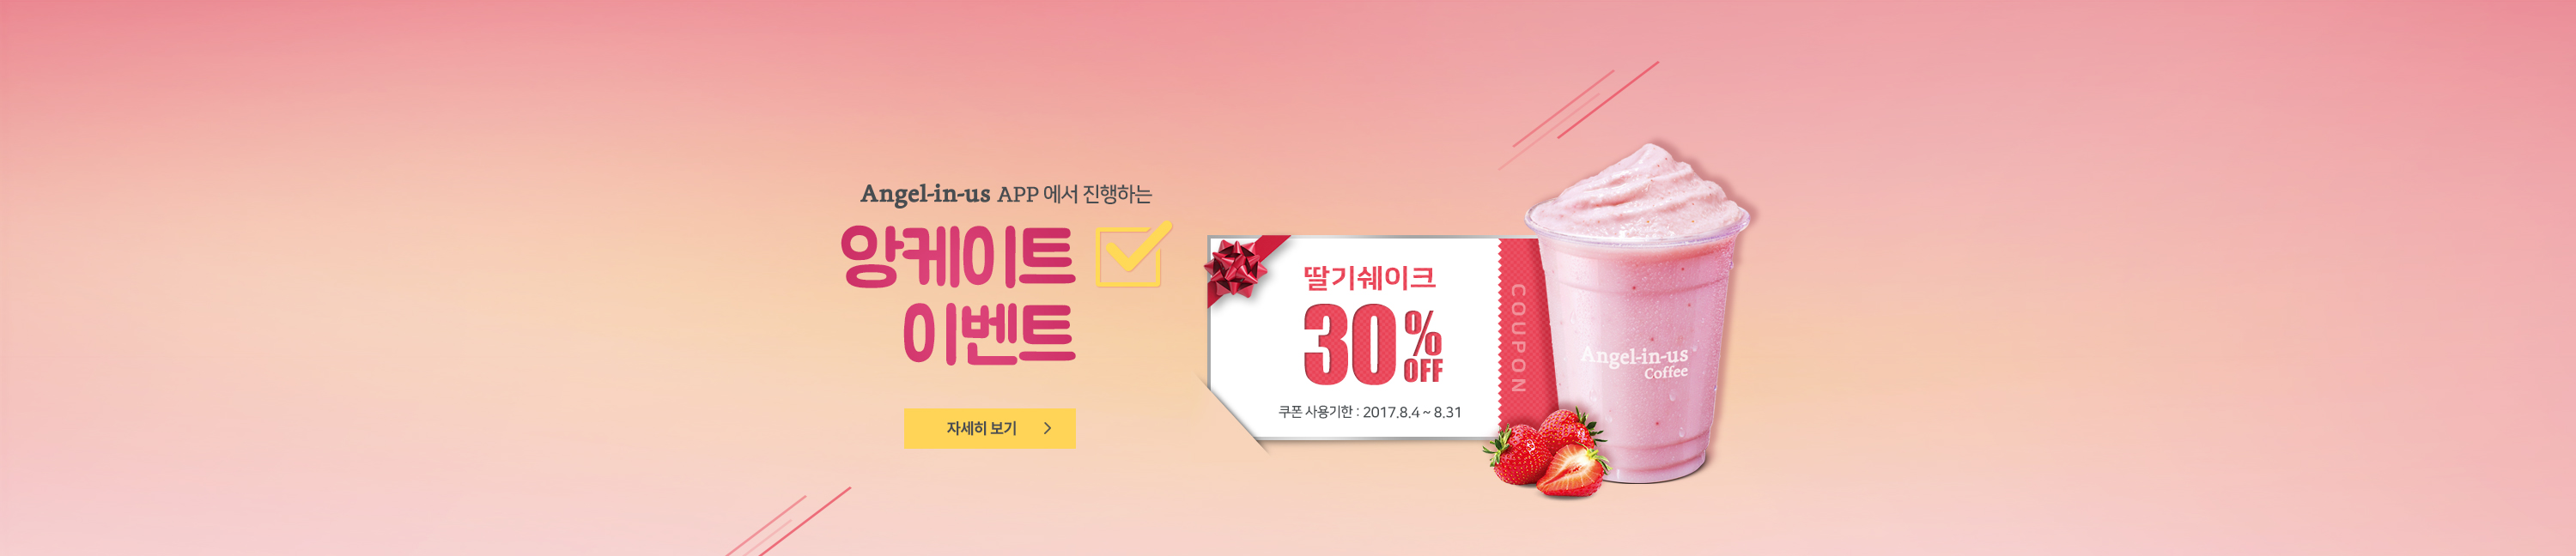 Angel-in-us APP 에서 진행하는
앙케이트
이벤트
자세히 보기
딸기쉐이크
30% OFF
쿠폰 사용기한 : 2017.8.4 ~ 8.31
COUPON
Angel-in-us
Coffee